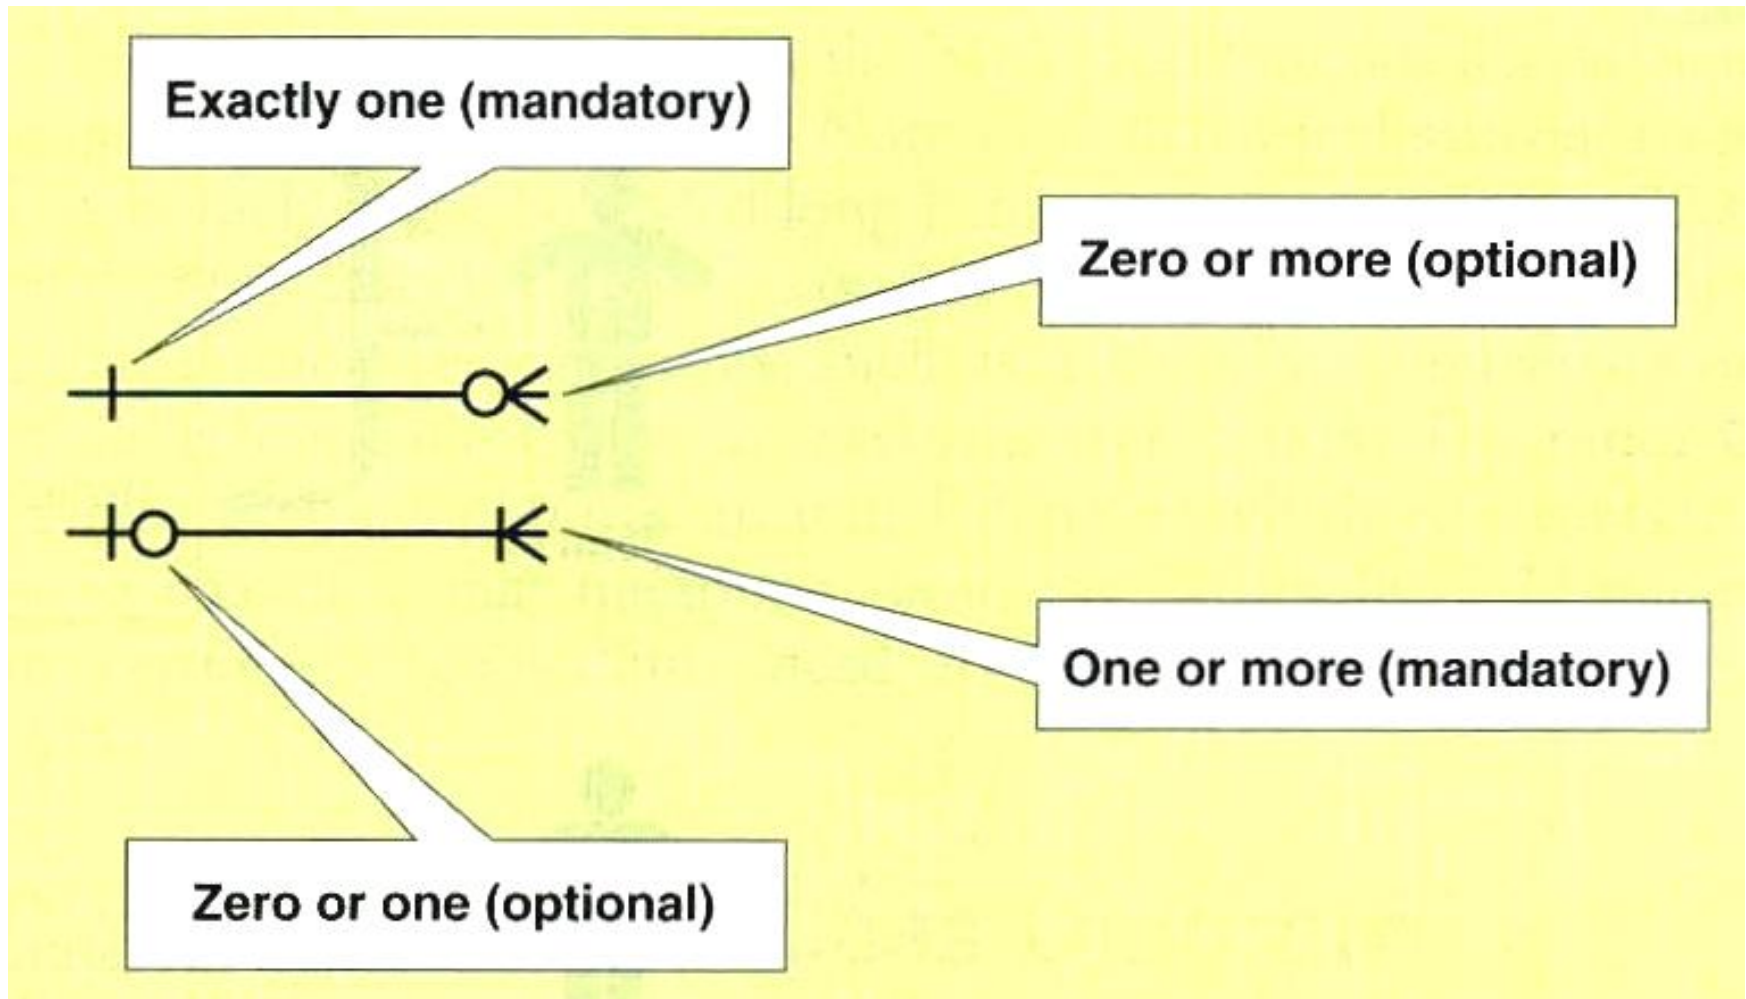 Exactly one (mandatory)
Zero or more (optional)
One or more (mandatory)
Zero or one (optional)